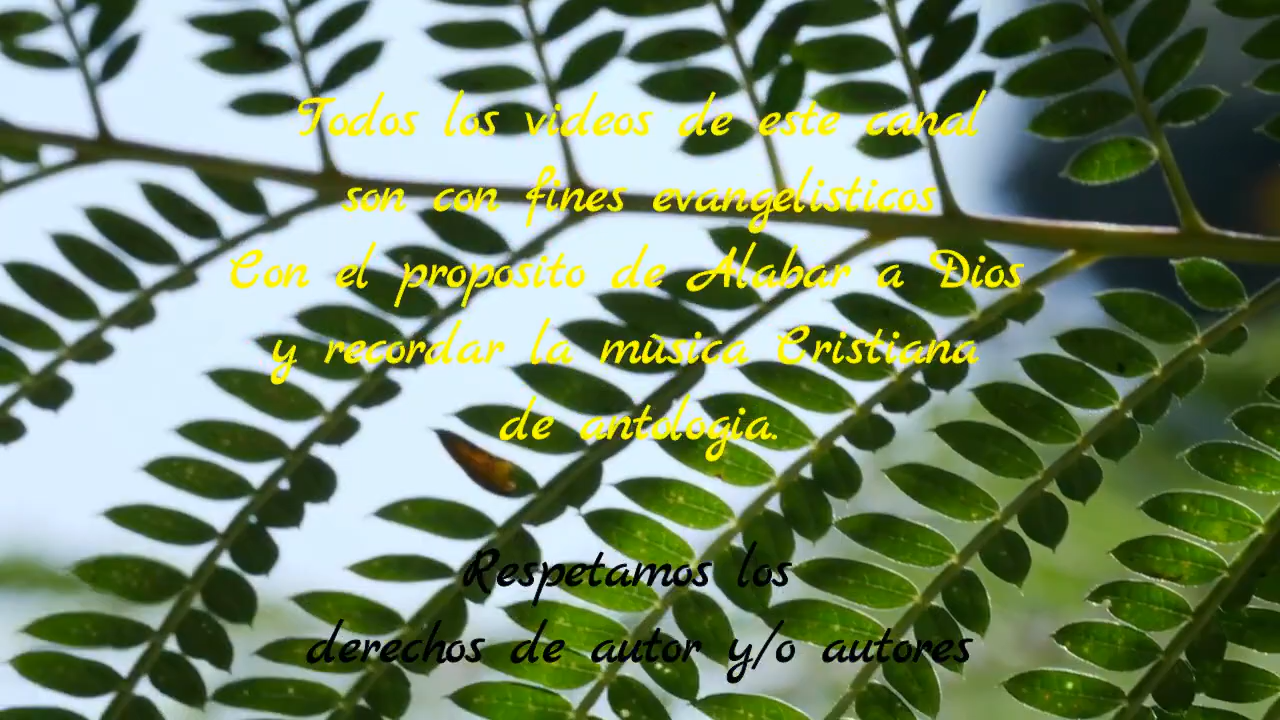 Todos los videos de este canal
son con fines evangelisticos
Con el proposito de Alabar a Dios
y recordar la mùsica Cristiana
de antologia.
Respetamos los
derechos de autor y/o autores